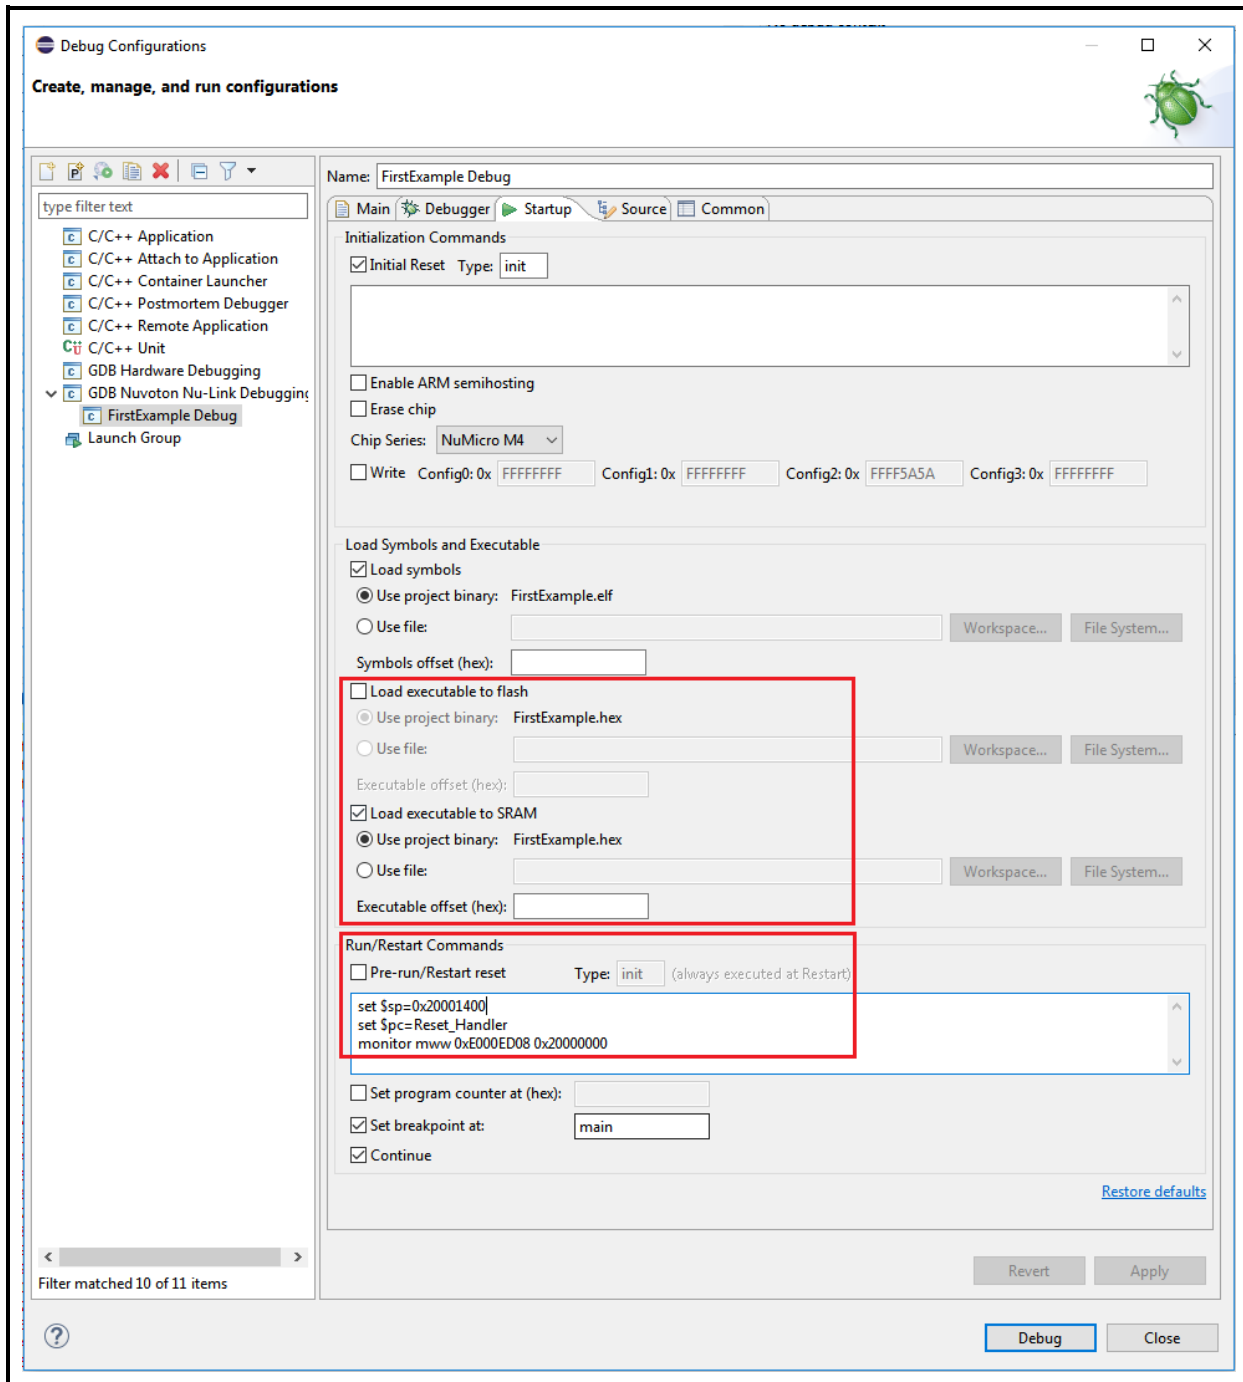 Debug Configurations
Create, manage, and run configurations
type filter text
C/C++ Application
C/C++ Attach to Application
C/C++ Container Launcher
C/C++ Postmortem Debugger
C/C++ Remote Application
C/C++ Unit
GDB Hardware Debugging
GDB Nuvoton Nu-Link Debugging
FirstExample Debug
Launch Group
Filter matched 10 of 11 items
Name: FirstExample Debug
Main Debugger Startup Source Common
Initialization Commands
Initial Reset Type: init
Enable ARM semihosting
Erase chip
Chip Series: NuMicro M4
Write Config0: 0x FFFFFFFF Config1: 0x FFFFFFFF Config2: 0x FFFF5A5A Config3: 0x FFFFFFFF
Load Symbols and Executable
Load symbols
Use project binary: FirstExample.elf
Use file: Workspace... File System...
Symbols offset (hex):
Load executable to flash
Use project binary: FirstExample.hex
Use file: Workspace... File System...
Executable offset (hex):
Load executable to SRAM
Use project binary: FirstExample.hex
Use file: Workspace... File System...
Executable offset (hex):
Run/Restart Commands
Pre-run/Restart reset Type: init (always executed at Restart)
set $sp=0x20001400
set $pc=Reset_Handler
monitor mww 0xE000ED08 0x20000000
Set program counter at (hex):
Set breakpoint at: main
Continue
Restore defaults
Revert Apply
Debug Close